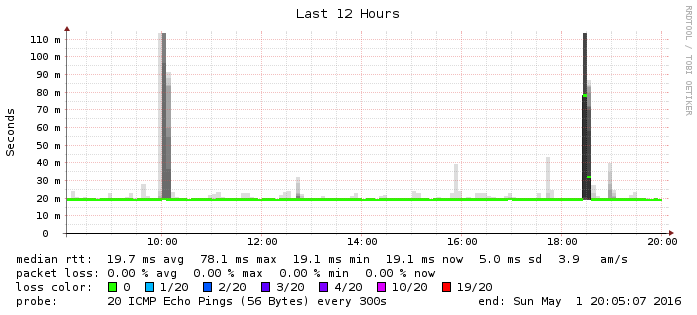 Last 12 Hours
RRDTOOL / TOBI OETIKER
Seconds
110 m
100 m
90 m
80 m
70 m
60 m
50 m
40 m
30 m
20 m
10 m
0
10:00 12:00 14:00 16:00 18:00 20:00
median rtt: 19.7 ms avg 78.1 ms max 19.1 ms min 19.1 ms now 5.0 ms sd 3.9 am/s
packet loss: 0.00 % avg 0.00 % max 0.00 % min 0.00 % now
loss color: 0 1/20 2/20 3/20 4/20 10/20 19/20
probe: 20 ICMP Echo Pings (56 Bytes) every 300s end: Sun May 1 20:05:07 2016